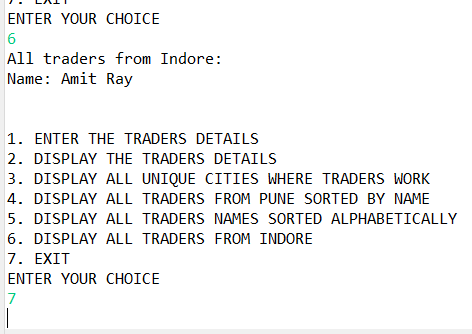 7. EXIT
ENTER YOUR CHOICE
6
All traders from Indore:
Name: Amit Ray
1. ENTER THE TRADERS DETAILS
2. DISPLAY THE TRADERS DETAILS
3. DISPLAY ALL UNIQUE CITIES WHERE TRADERS WORK
4. DISPLAY ALL TRADERS FROM PUNE SORTED BY NAME
5. DISPLAY ALL TRADERS NAMES SORTED ALPHABETICALLY
6. DISPLAY ALL TRADERS FROM INDORE
7. EXIT
ENTER YOUR CHOICE
7